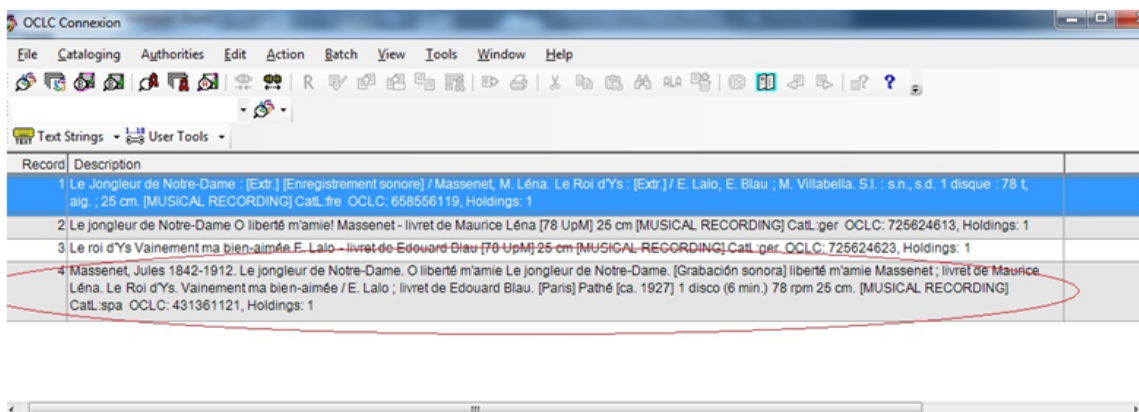 OCLC Connexion
File Cataloging Authorities Edit Action Batch View Tools Window Help
R ALA ?
Text Strings User Tools
Record Description
1 Le Jongleur de Notre-Dame : [Extr.] [Enregistrement sonore] / Massenet, M. Léna. Le Roi d'Ys : [Extr.] / E. Lalo, E. Blau ; M. Villabella. S.l. : s.n., s.d. 1 disque : 78 t,
aig. ; 25 cm. [MUSICAL RECORDING] CatL:fre OCLC: 658556119, Holdings: 1
2 Le jongleur de Notre-Dame O liberté m'amie! Massenet - livret de Maurice Léna [78 UpM] 25 cm [MUSICAL RECORDING] CatL:ger OCLC: 725624613, Holdings: 1
3 Le roi d'Ys Vainement ma bien-aimée E. Lalo - livret de Edouard Blau [78 UpM] 25 cm [MUSICAL RECORDING] CatL:ger OCLC: 725624623, Holdings: 1
4 Massenet, Jules 1842-1912. Le jongleur de Notre-Dame. O liberté m'amie Le jongleur de Notre-Dame. [Grabación sonora] liberté m'amie Massenet ; livret de Maurice
Léna. Le Roi d'Ys. Vainement ma bien-aimée / E. Lalo ; livret de Edouard Blau. [Paris] Pathé [ca. 1927] 1 disco (6 min.) 78 rpm 25 cm. [MUSICAL RECORDING]
CatL:spa OCLC: 431361121, Holdings: 1